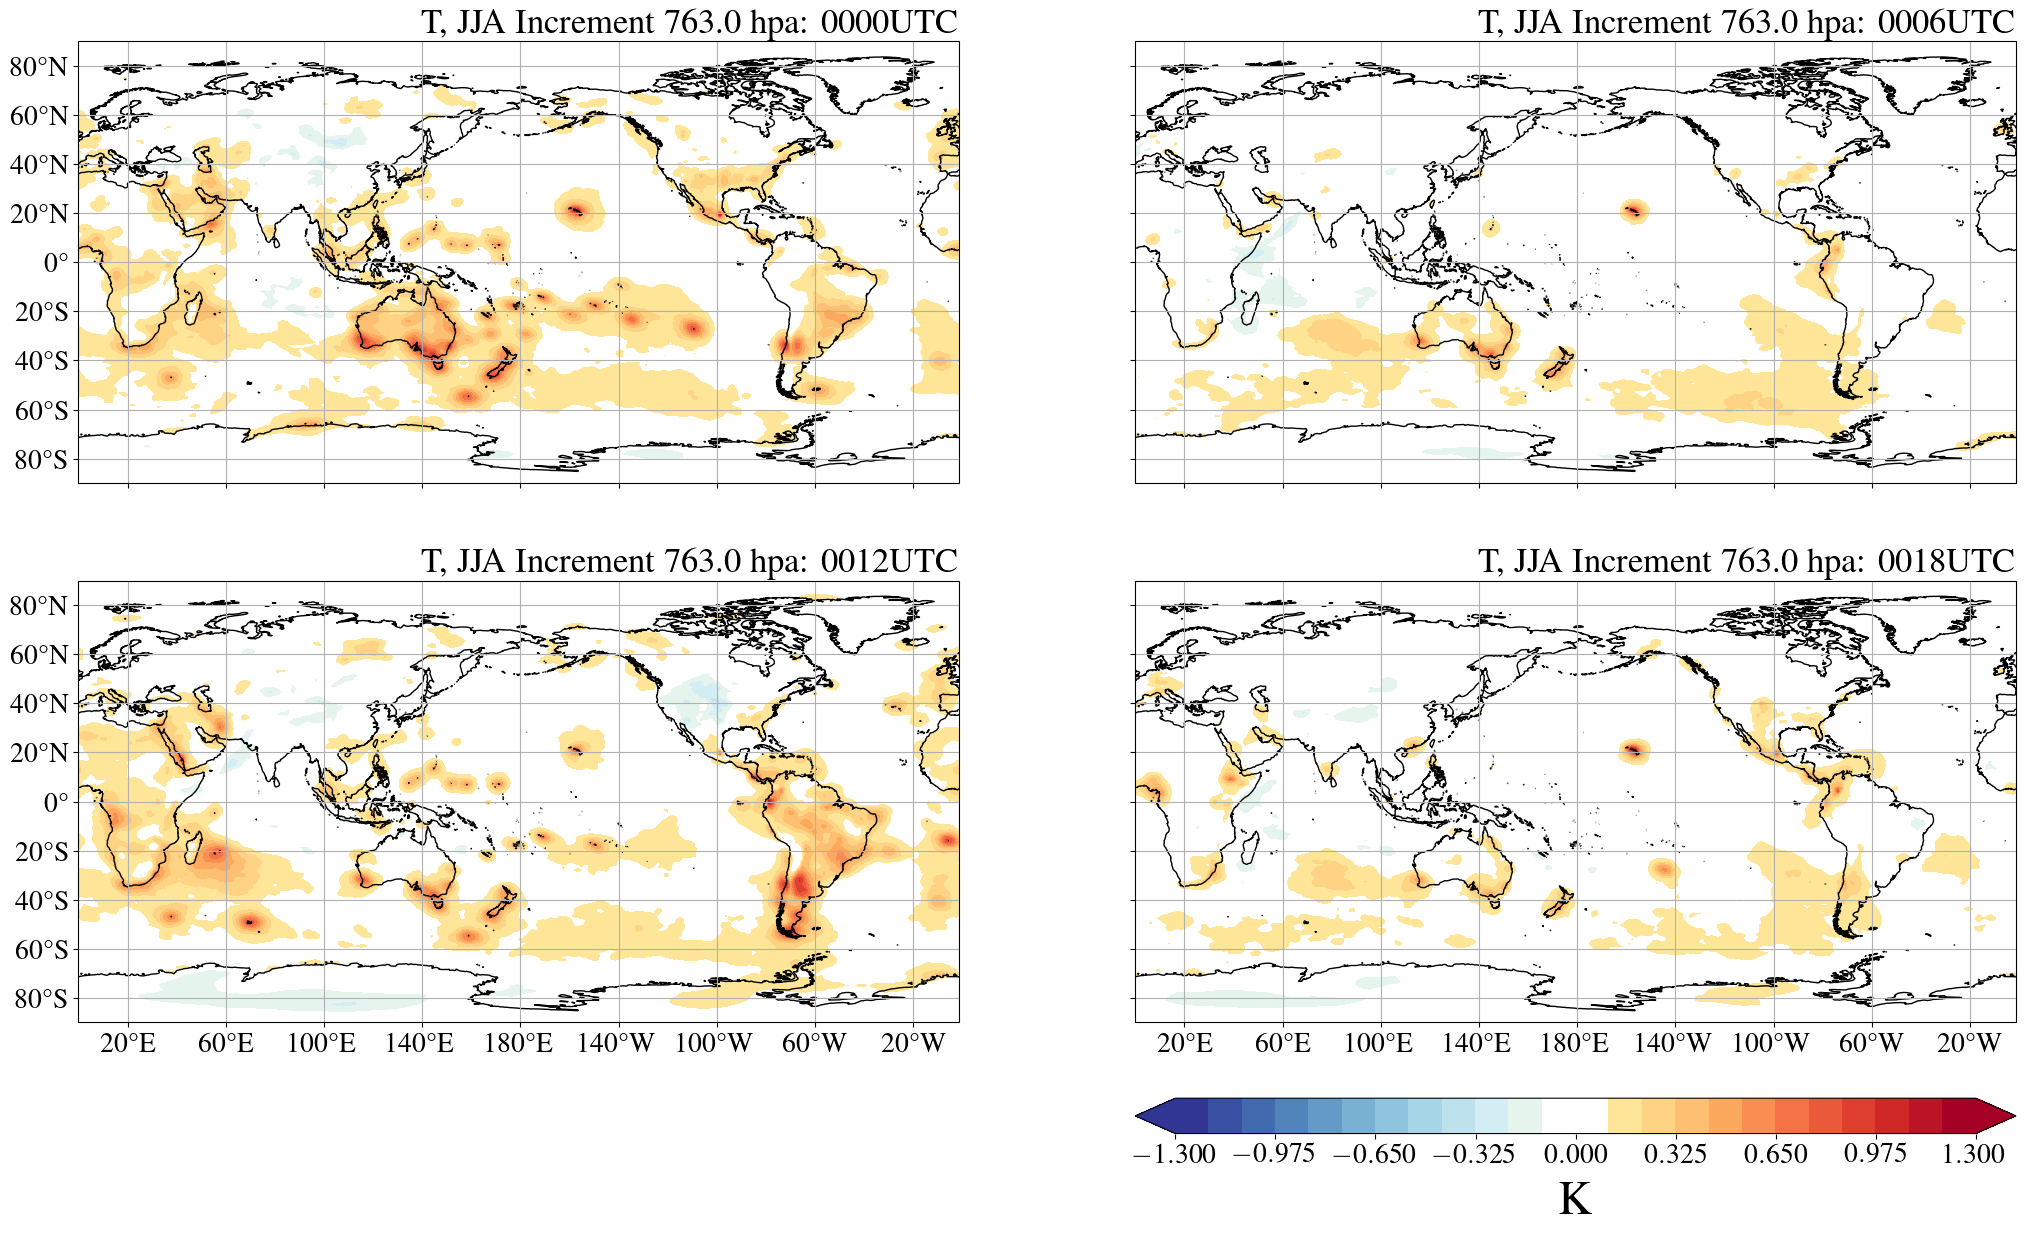 T, JJA Increment 763.0 hpa: 0000UTC
T, JJA Increment 763.0 hpa: 0006UTC
80°N
60°N
40°N
20°N
0°
20°S
40°S
60°S
80°S
T, JJA Increment 763.0 hpa: 0012UTC
T, JJA Increment 763.0 hpa: 0018UTC
80°N
60°N
40°N
20°N
0°
20°S
40°S
60°S
80°S
20°E 60°E 100°E 140°E 180°E 140°W 100°W 60°W 20°W
20°E 60°E 100°E 140°E 180°E 140°W 100°W 60°W 20°W
−1.300 −0.975 −0.650 −0.325 0.000 0.325 0.650 0.975 1.300
K